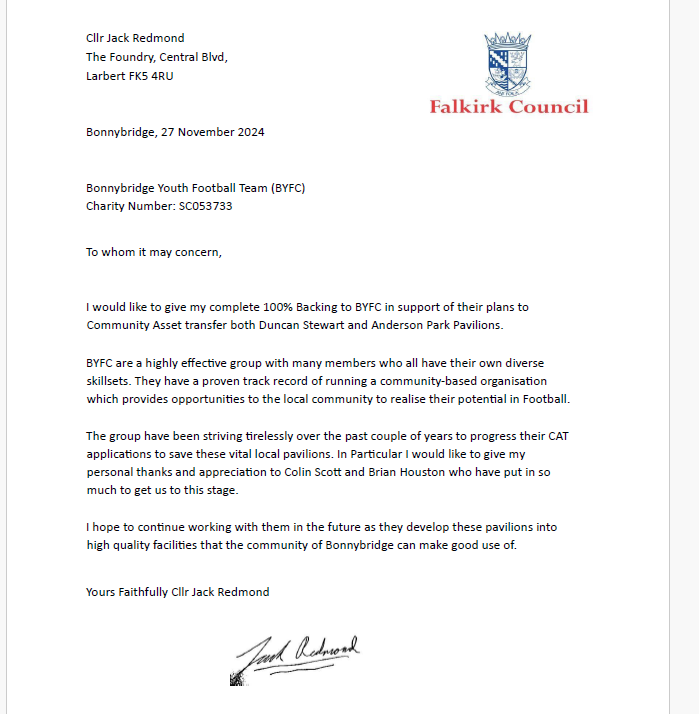 Cllr Jack Redmond
The Foundry, Central Blvd,
Larbert FK5 4RU
Falkirk Council
Bonnybridge, 27 November 2024
Bonnybridge Youth Football Team (BYFC)
Charity Number: SC053733
To whom it may concern,
I would like to give my complete 100% Backing to BYFC in support of their plans to
Community Asset transfer both Duncan Stewart and Anderson Park Pavilions.
BYFC are a highly effective group with many members who all have their own diverse
skillsets. They have a proven track record of running a community-based organisation
which provides opportunities to the local community to realise their potential in Football.
The group have been striving tirelessly over the past couple of years to progress their CAT
applications to save these vital local pavilions. In Particular I would like to give my
personal thanks and appreciation to Colin Scott and Brian Houston who have put in so
much to get us to this stage.
I hope to continue working with them in the future as they develop these pavilions into
high quality facilities that the community of Bonnybridge can make good use of.
Yours Faithfully Cllr Jack Redmond
Jack Redmond